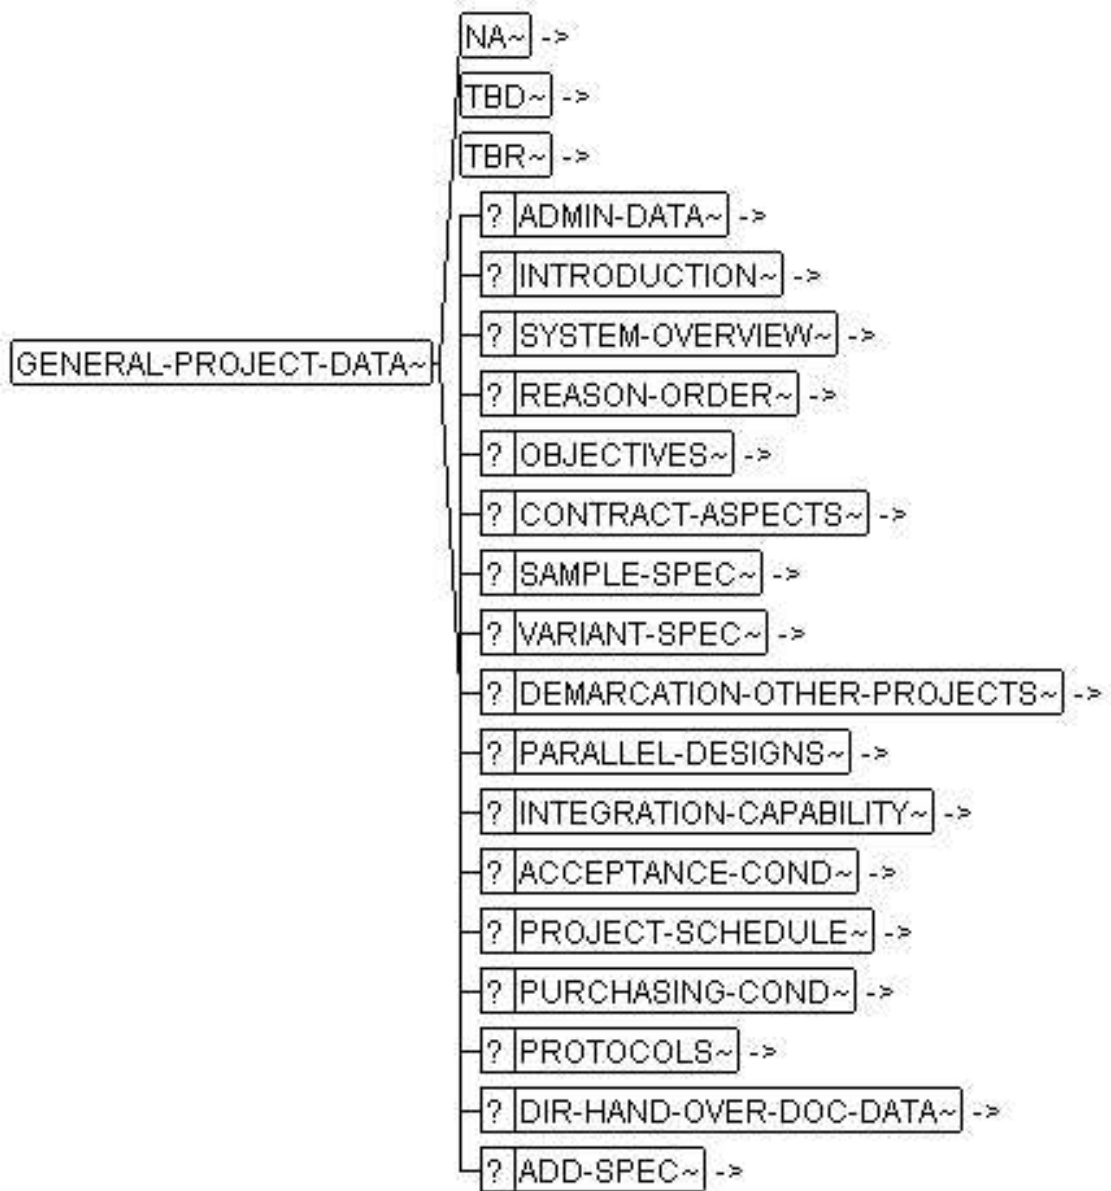 NA~ ->
TBD~ ->
TBR~ ->
? ADMIN-DATA~ ->
? INTRODUCTION~ ->
? SYSTEM-OVERVIEW~ ->
GENERAL-PROJECT-DATA~
? REASON-ORDER~ ->
? OBJECTIVES~ ->
? CONTRACT-ASPECTS~ ->
? SAMPLE-SPEC~ ->
? VARIANT-SPEC~ ->
? DEMARCATION-OTHER-PROJECTS~ ->
? PARALLEL-DESIGNS~ ->
? INTEGRATION-CAPABILITY~ ->
? ACCEPTANCE-COND~ ->
? PROJECT-SCHEDULE~ ->
? PURCHASING-COND~ ->
? PROTOCOLS~ ->
? DIR-HAND-OVER-DOC-DATA~ ->
? ADD-SPEC~ ->